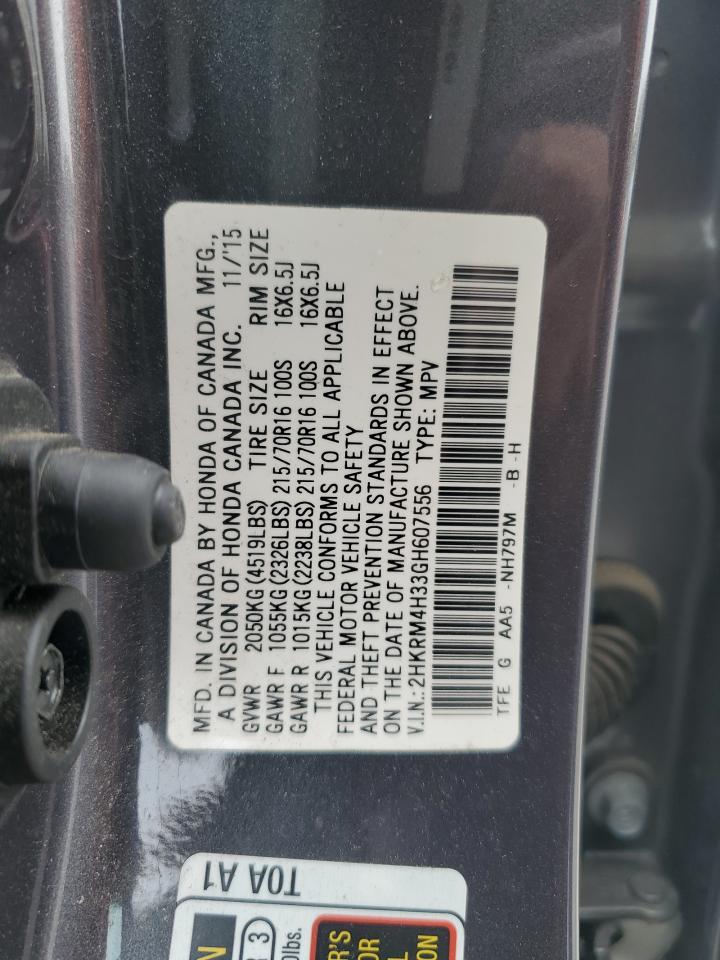 MFD. IN CANADA BY HONDA OF CANADA MFG.,
A DIVISION OF HONDA CANADA INC. 11/'15
GVWR 2050KG(4519LBS) TIRE SIZE RIM SIZE
GAWR F 1055KG(2326LBS) 215/70R16 100S 16X6.5J
GAWR R 1015KG(2238LBS) 215/70R16 100S 16X6.5J
THIS VEHICLE CONFORMS TO ALL APPLICABLE
FEDERAL MOTOR VEHICLE SAFETY
AND THEFT PREVENTION STANDARDS IN EFFECT
ON THE DATE OF MANUFACTURE SHOWN ABOVE.
V.I.N.:2HKRM4H33GH607556 TYPE: MPV
TFE G AA5 -NH797M -B -H
T0A A1
3
lbs.